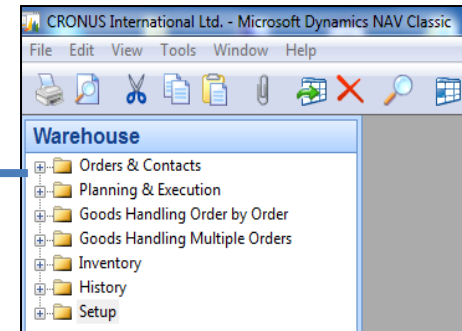 CRONUS International Ltd. - Microsoft Dynamics NAV Classic
File Edit View Tools Window Help
Warehouse
Orders & Contacts
Planning & Execution
Goods Handling Order by Order
Goods Handling Multiple Orders
Inventory
History
Setup